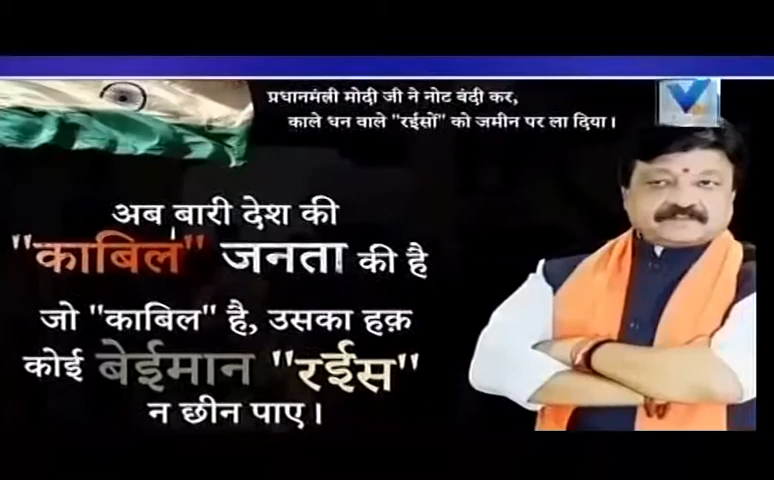 प्रधानमंत्री मोदी जी ने नोट बंदी कर,
काले धन वाले "रईसों" को जमीन पर ला दिया।
अब बारी देश की
"काबिल" जनता की है
जो "काबिल" है, उसका हक़
कोई बेईमान "रईस"
न छीन पाए।